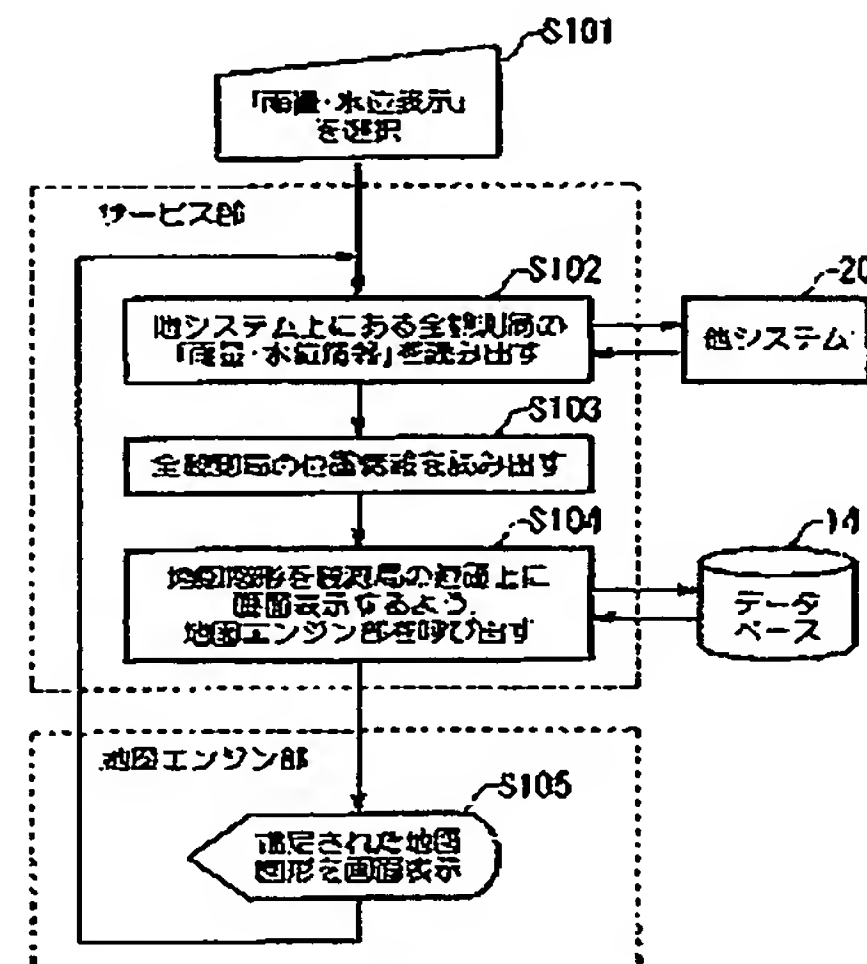 S101
「雨量・水位表示」
を選択
サービス部
S102
他システム上にある全観測局の
「雨量・水位情報」を読み出す
20
他システム
S103
全観測局の位置情報を読み出す
S104
地図図形を観測局の位置上に
画面表示するよう、
地図エンジン部を呼び出す
14
データ
ベース
地図エンジン部
S105
された地図
図形を画面表示